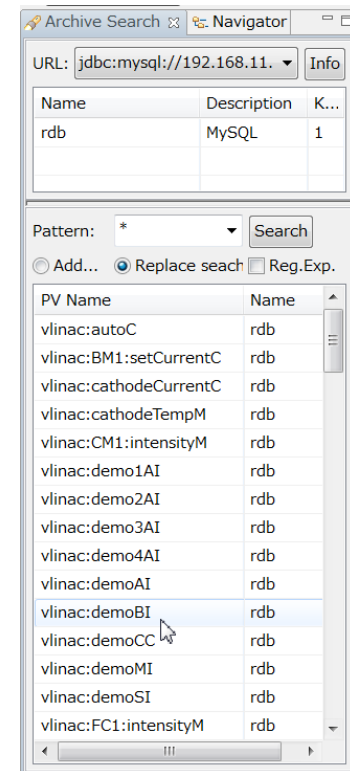 Archive Search Navigator
URL: jdbc:mysql://192.168.11. Info
Name Description K...
rdb MySQL 1
Pattern: * Search
Add... Replace seach Reg.Exp.
PV Name Name
vlinac:autoC rdb
vlinac:BM1:setCurrentC rdb
vlinac:cathodeCurrentC rdb
vlinac:cathodeTempM rdb
vlinac:CM1:intensityM rdb
vlinac:demo1AI rdb
vlinac:demo2AI rdb
vlinac:demo3AI rdb
vlinac:demo4AI rdb
vlinac:demoAI rdb
vlinac:demoBI rdb
vlinac:demoCC rdb
vlinac:demoMI rdb
vlinac:demoSI rdb
vlinac:FC1:intensityM rdb